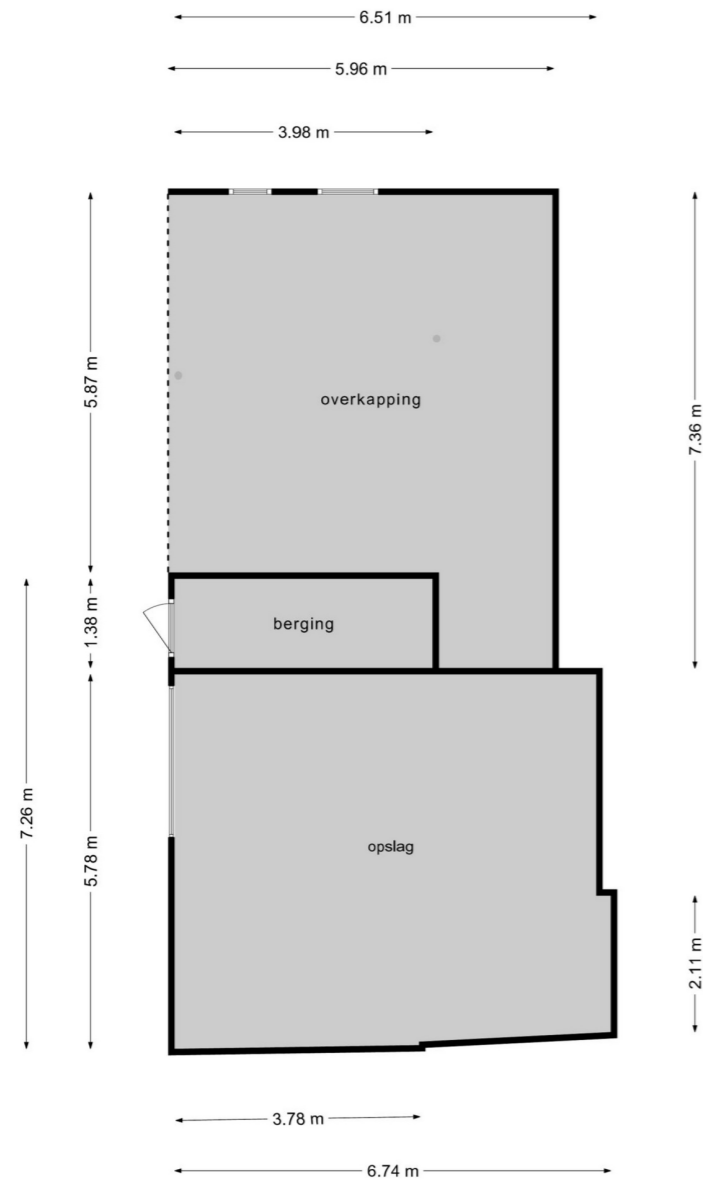 6.51 m
5.96 m
3.98 m
5.87 m
7.36 m
overkapping
1.38 m
berging
7.26 m
5.78 m
opslag
2.11 m
3.78 m
6.74 m